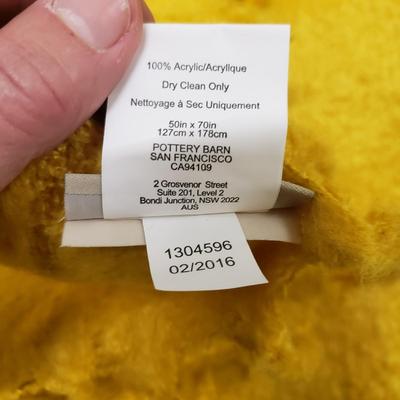 100% Acrylic/Acryllque
Dry Clean Only
Nettoyage à Sec Uniquement
50in x 70in
127cm x 178cm
POTTERY BARN
SAN FRANCISCO
CA94109
2 Grosvenor Street
Suite 201, Level 2
Bondi Junction, NSW 2022
AUS
1304596
02/2016